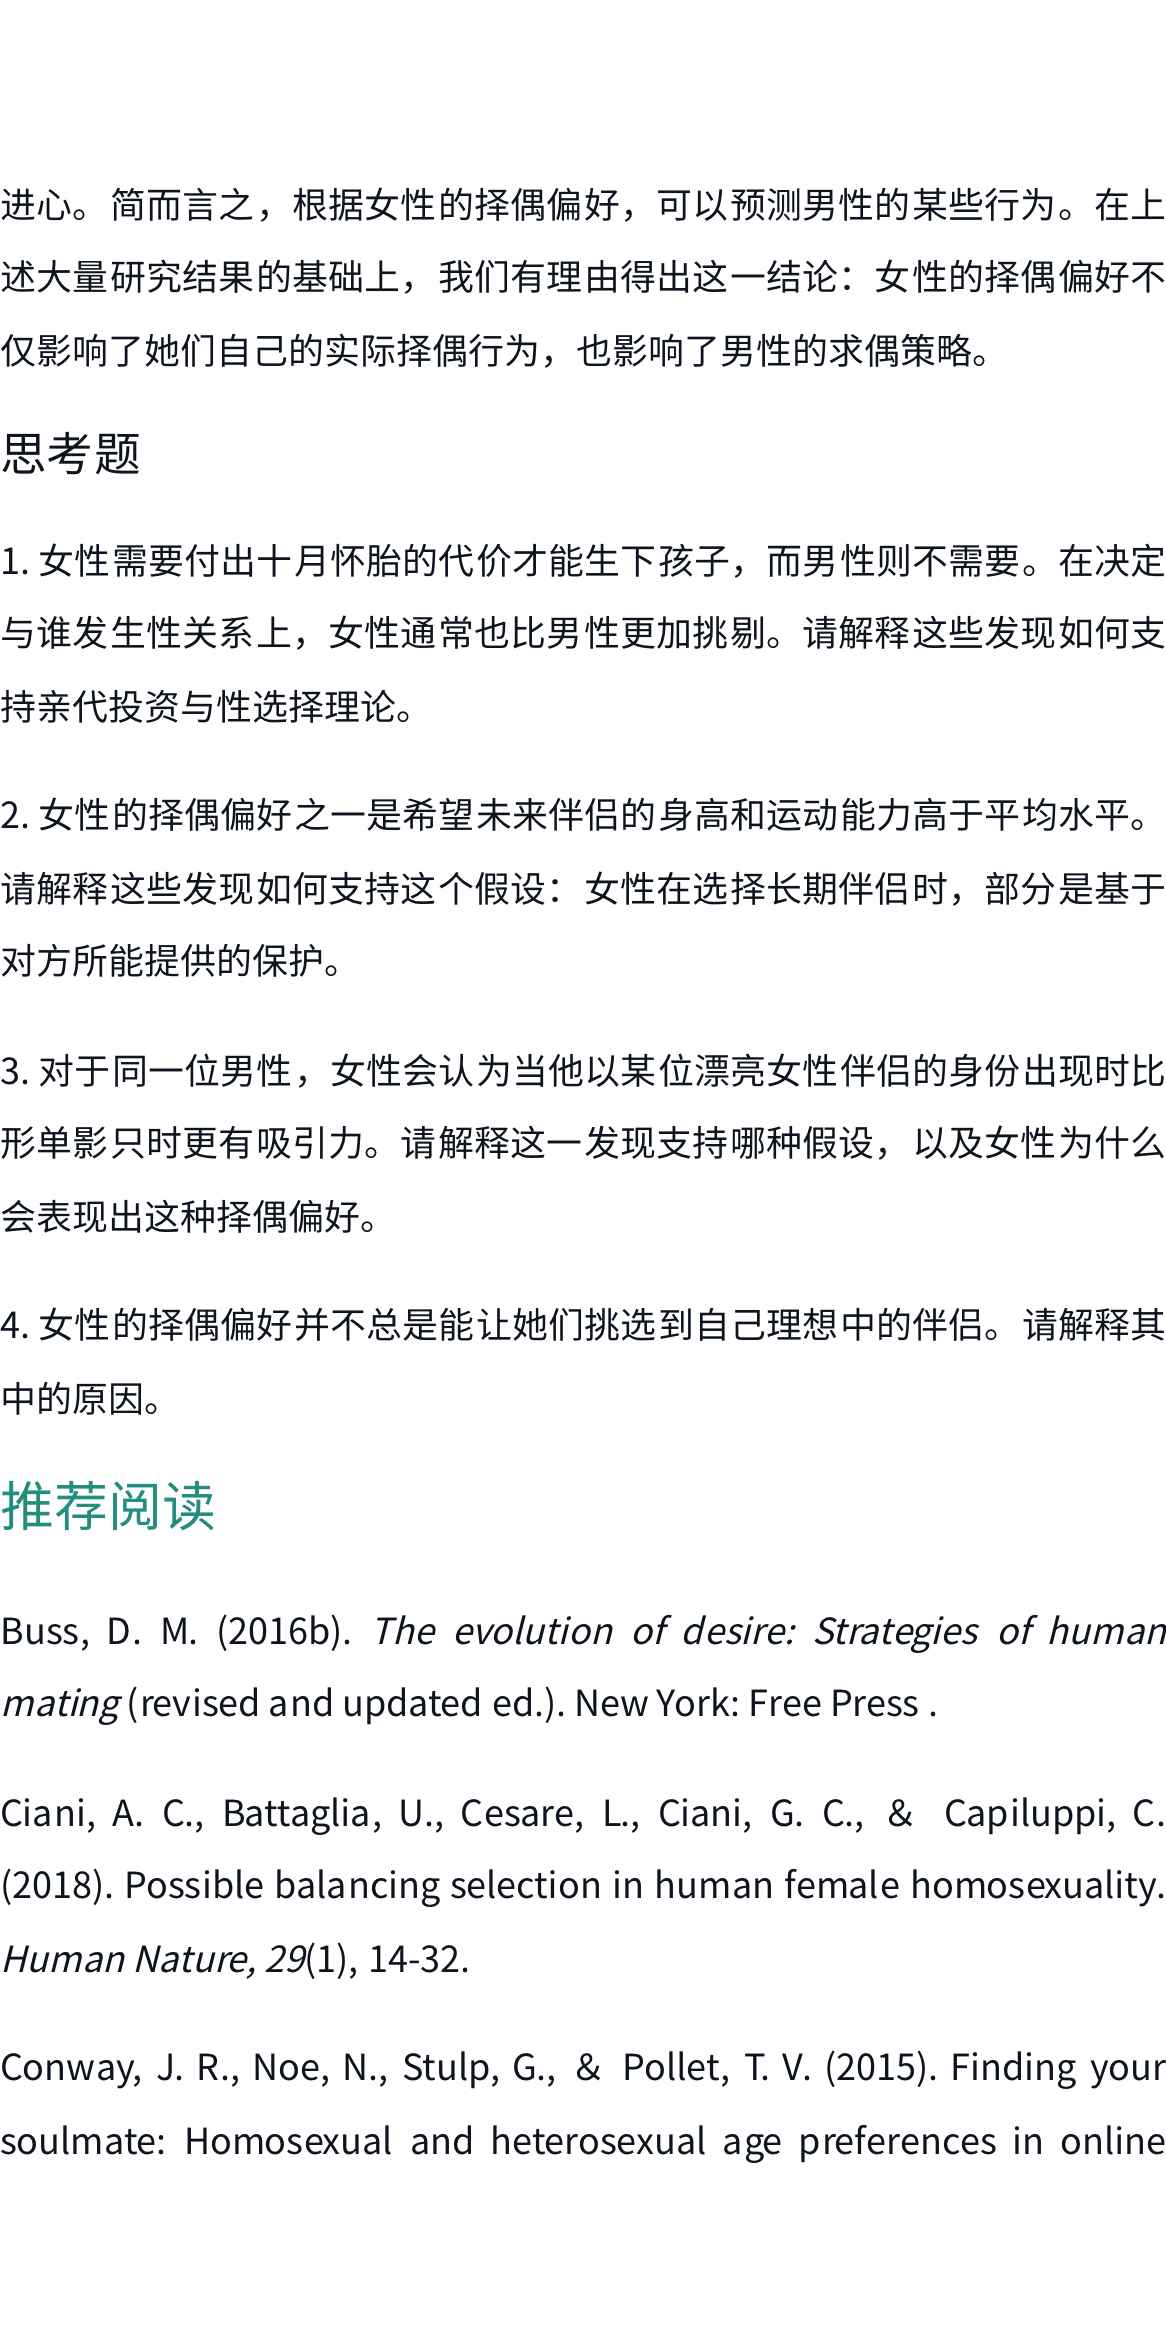 进心。简而言之，根据女性的择偶偏好，可以预测男性的某些行为。在上
述大量研究结果的基础上，我们有理由得出这一结论：女性的择偶偏好不
仅影响了她们自己的实际择偶行为，也影响了男性的求偶策略。
思考题
1. 女性需要付出十月怀胎的代价才能生下孩子，而男性则不需要。在决定
与谁发生性关系上，女性通常也比男性更加挑剔。请解释这些发现如何支
持亲代投资与性选择理论。
2. 女性的择偶偏好之一是希望未来伴侣的身高和运动能力高于平均水平。
请解释这些发现如何支持这个假设：女性在选择长期伴侣时，部分是基于
对方所能提供的保护。
3. 对于同一位男性，女性会认为当他以某位漂亮女性伴侣的身份出现时比
形单影只时更有吸引力。请解释这一发现支持哪种假设，以及女性为什么
会表现出这种择偶偏好。
4. 女性的择偶偏好并不总是能让她们挑选到自己理想中的伴侣。请解释其
中的原因。
推荐阅读
Buss, D. M. (2016b). The evolution of desire: Strategies of human
mating (revised and updated ed.). New York: Free Press .
Ciani, A. C., Battaglia, U., Cesare, L., Ciani, G. C., & Capiluppi, C.
(2018). Possible balancing selection in human female homosexuality.
Human Nature, 29(1), 14-32.
Conway, J. R., Noe, N., Stulp, G., & Pollet, T. V. (2015). Finding your
soulmate: Homosexual and heterosexual age preferences in online